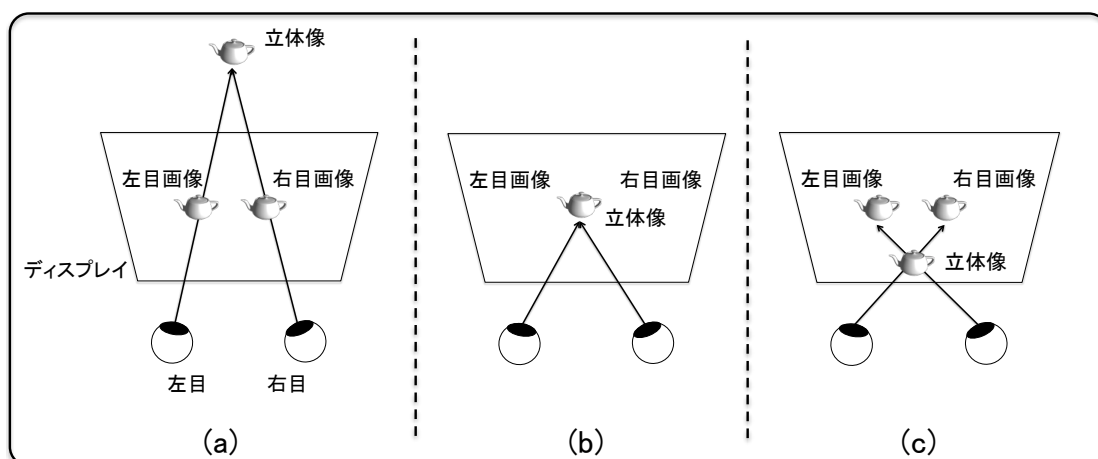 立体像
左目画像
右目画像
ディスプレイ
左目
右目
(a)
左目画像
右目画像
立体像
(b)
左目画像
右目画像
立体像
(c)